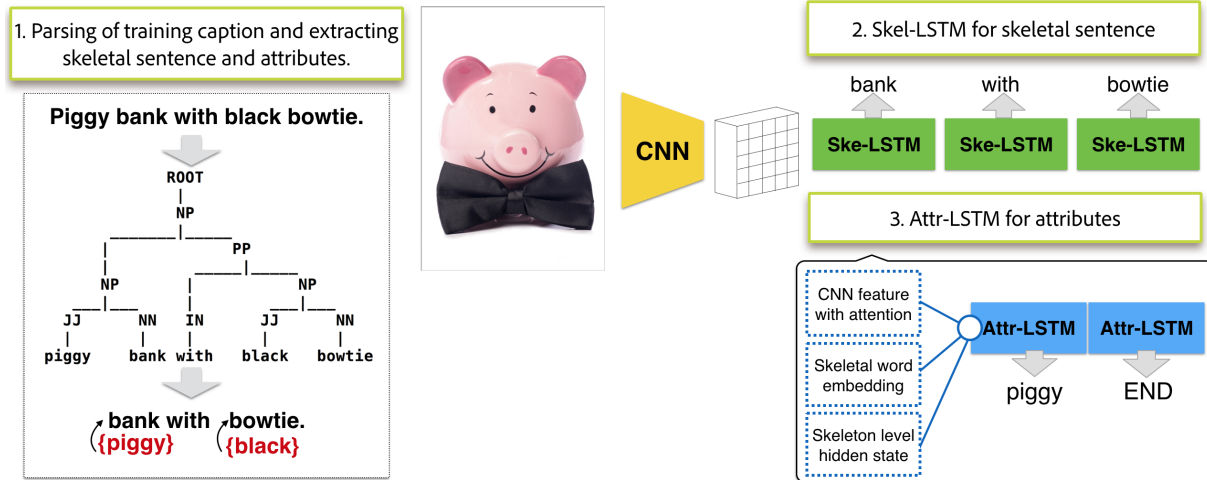 1. Parsing of training caption and extracting
skeletal sentence and attributes.
Piggy bank with black bowtie.
ROOT
NP
PP
NP NP
JJ NN IN JJ NN
piggy bank with black bowtie
bank with bowtie.
{piggy} {black}
CNN
2. Skel-LSTM for skeletal sentence
bank with bowtie
Ske-LSTM Ske-LSTM Ske-LSTM
3. Attr-LSTM for attributes
CNN feature
with attention
Skeletal word
embedding
Skeleton level
hidden state
Attr-LSTM Attr-LSTM
piggy END